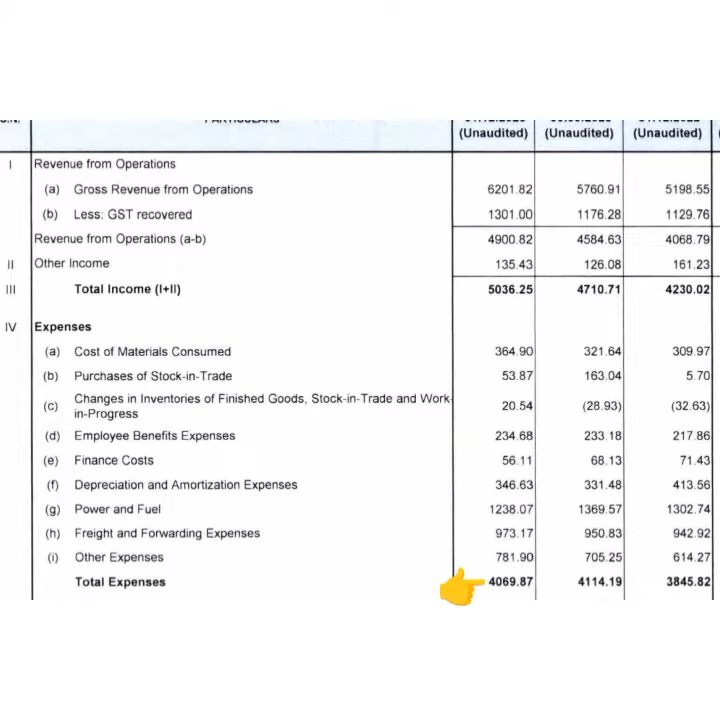 (Unaudited) (Unaudited) (Unaudited)
I Revenue from Operations
(a) Gross Revenue from Operations 6201.82 5760.91 5198.55
(b) Less: GST recovered 1301.00 1176.28 1129.76
Revenue from Operations (a-b) 4900.82 4584.63 4068.79
II Other Income 135.43 126.08 161.23
III Total Income (I+II) 5036.25 4710.71 4230.02
IV Expenses
(a) Cost of Materials Consumed 364.90 321.64 309.97
(b) Purchases of Stock-in-Trade 53.87 163.04 5.70
Changes in Inventories of Finished Goods, Stock-in-Trade and Work-
(c) in-Progress 20.54 (28.93) (32.63)
(d) Employee Benefits Expenses 234.68 233.18 217.86
(e) Finance Costs 56.11 68.13 71.43
(f) Depreciation and Amortization Expenses 346.63 331.48 413.56
(g) Power and Fuel 1238.07 1369.57 1302.74
(h) Freight and Forwarding Expenses 973.17 950.83 942.92
(i) Other Expenses 781.90 705.25 614.27
Total Expenses 4069.87 4114.19 3845.82